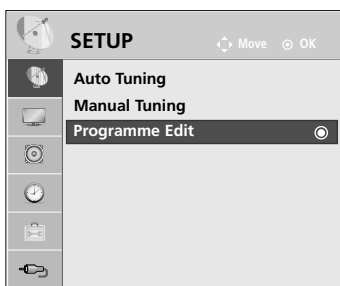 SETUP Move OK
Auto Tuning
Manual Tuning
Programme Edit